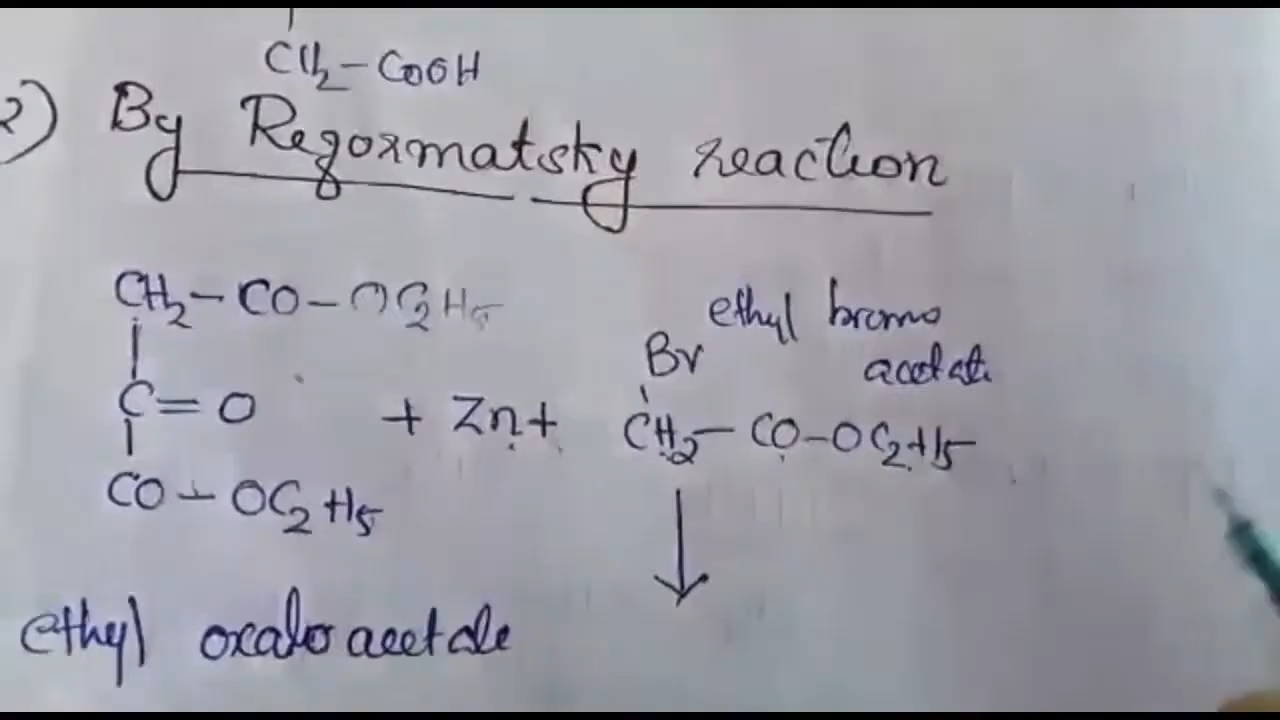 CH2-COOH
2) By Regormatsky reaction
CH2-CO-OC2H5
ethyl bromo
Br
acetate
C=O
+ Zn +
CH2-CO-OC2H5
CO-OC2H5
ethyl oxalo acetate